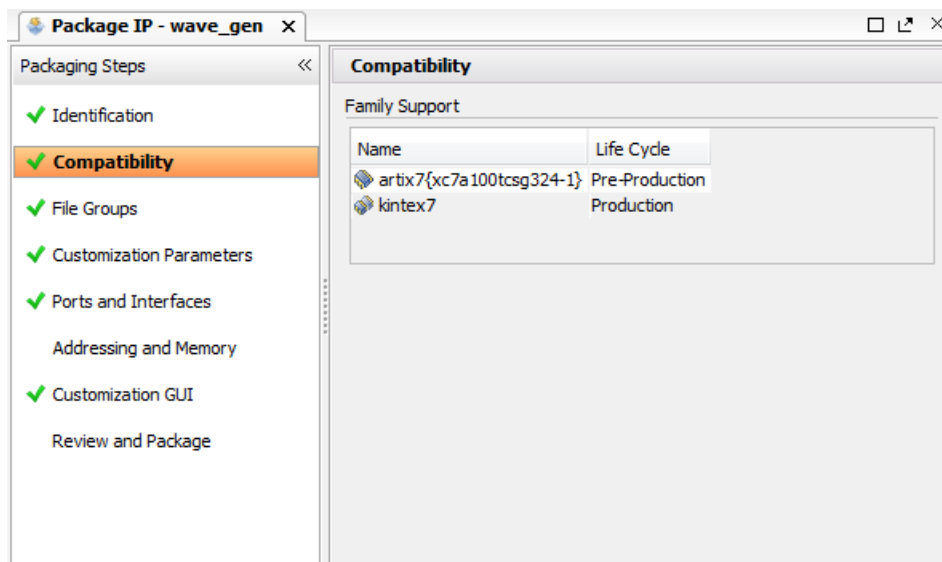 Package IP - wave_gen
Packaging Steps
Identification
Compatibility
File Groups
Customization Parameters
Ports and Interfaces
Addressing and Memory
Customization GUI
Review and Package
Compatibility
Family Support
Name Life Cycle
artix7{xc7a100tcsg324-1} Pre-Production
kintex7 Production